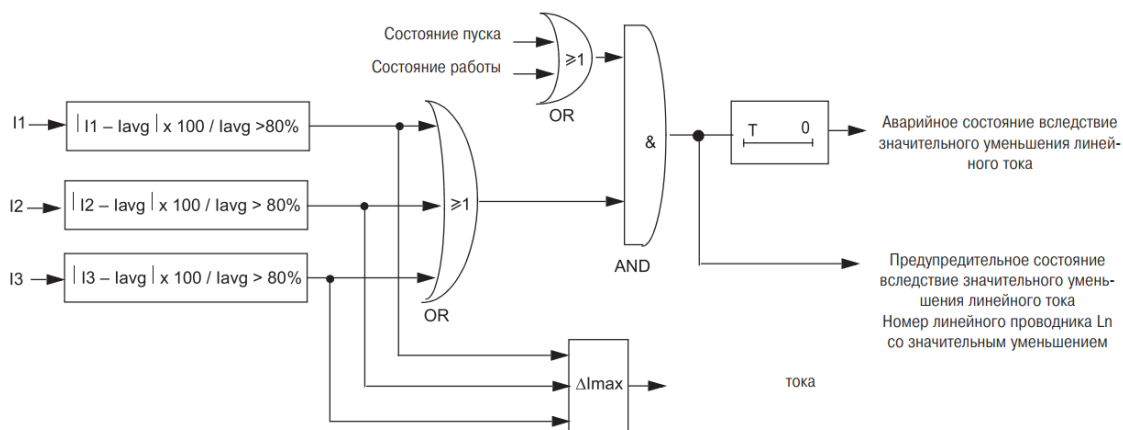 Состояние пуска
Состояние работы
≥1
OR
I1
| I1 – Iavg | x 100 / Iavg >80%
I2
| I2 – Iavg | x 100 / Iavg > 80%
I3
| I3 – Iavg | x 100 / Iavg > 80%
≥1
OR
&
AND
T 0
Аварийное состояние вследствие
значительного уменьшения линей-
ного тока
Предупредительное состояние
вследствие значительного умень-
шения линейного тока
Номер линейного проводника Ln
со значительным уменьшением
тока
ΔImax